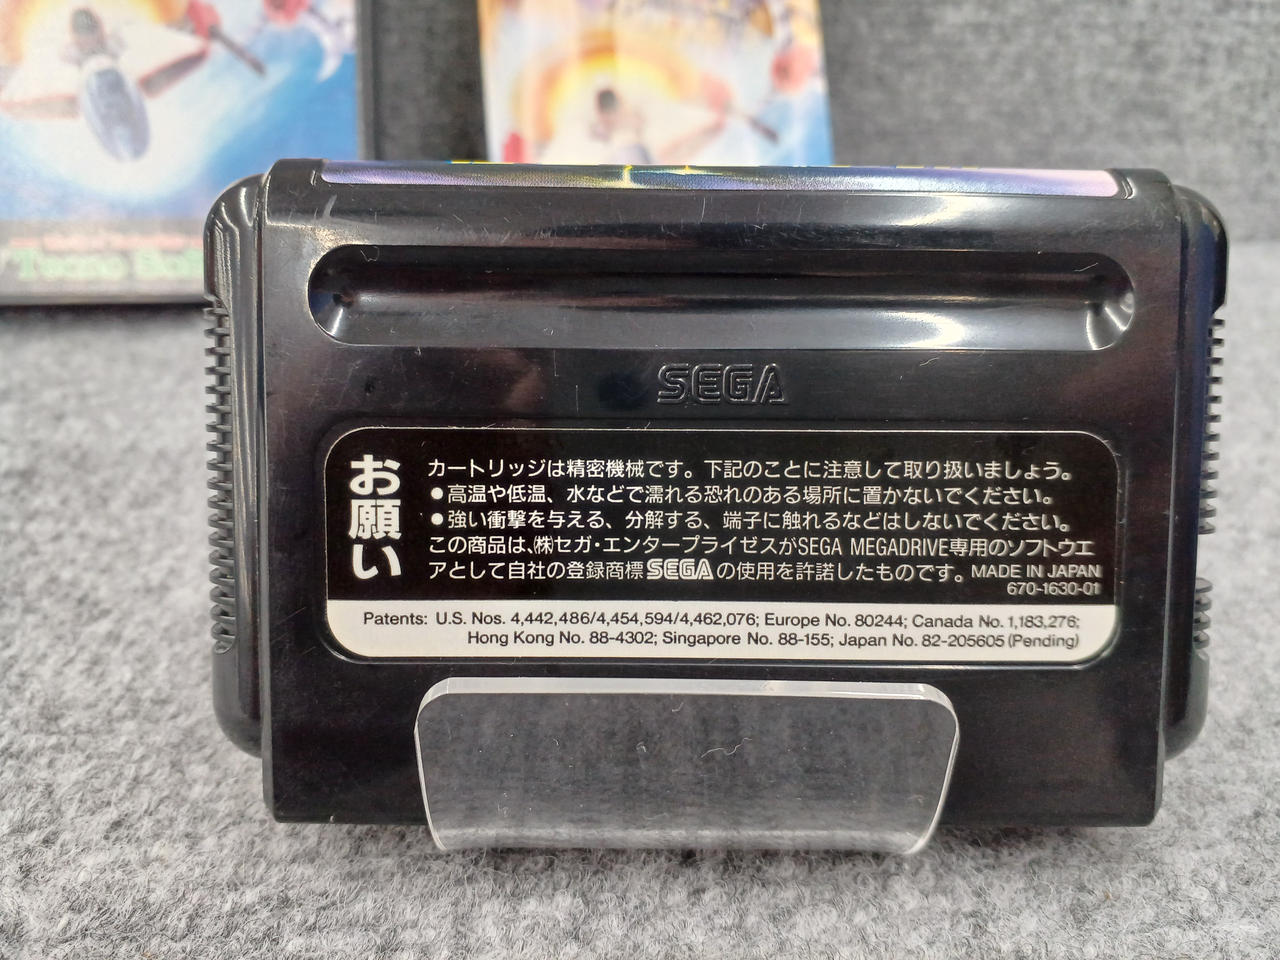 SEGA
お願い
カートリッジは精密機械です。下記のことに注意して取り扱いましょう。
●高温や低温、水などで濡れる恐れのある場所に置かないでください。
●強い衝撃を与える、分解する、端子に触れるなどはしないでください。
この商品は、㈱セガ・エンタープライゼスがSEGA MEGADRIVE専用のソフトウエ
アとして自社の登録商標SEGAの使用を許諾したものです。MADE IN JAPAN
670-1630-01
Patents: U.S. Nos. 4,442,486/4,454,594/4,462,076; Europe No. 80244; Canada No. 1,183,276;
Hong Kong No. 88-4302; Singapore No. 88-155; Japan No. 82-205605 (Pending)